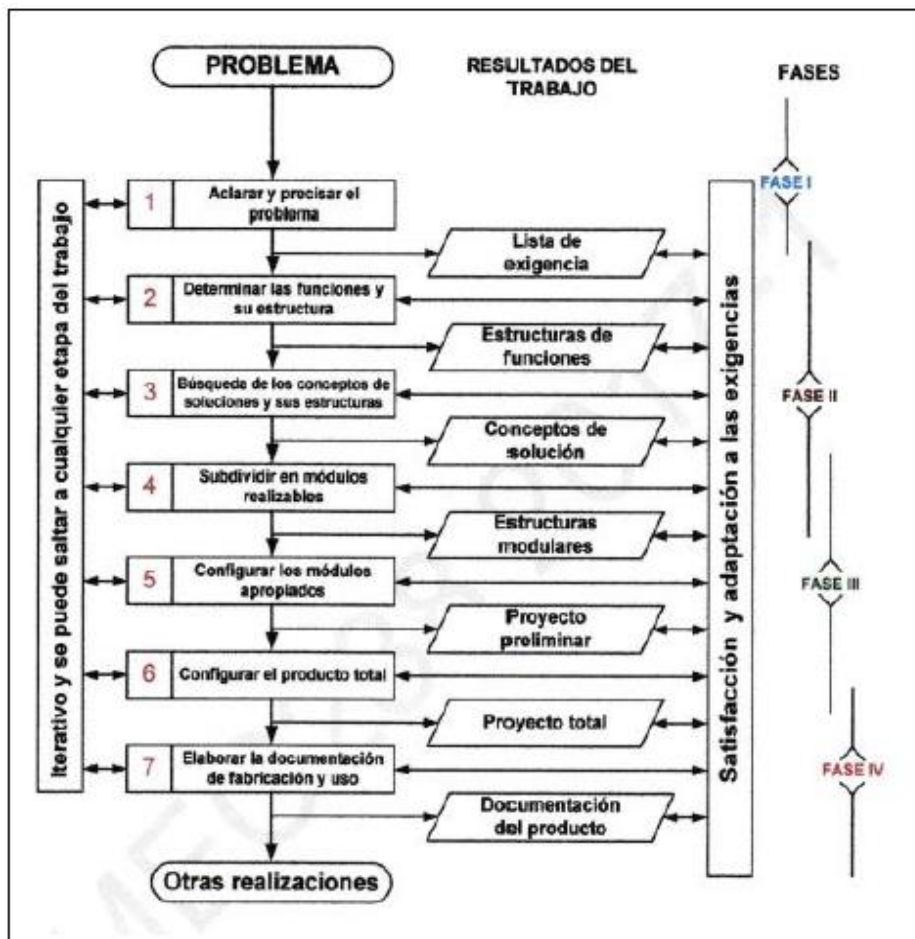 PROBLEMA
RESULTADOS DEL
TRABAJO
FASES
Iterativo y se puede saltar a cualquier etapa del trabajo
1
Aclarar y precisar el
problema
FASE I
Lista de
exigencia
2
Determinar las funciones y
su estructura
Estructuras de
funciones
3
Búsqueda de los conceptos de
soluciones y sus estructuras
FASE II
Conceptos de
solución
4
Subdividir en módulos
realizables
Estructuras
modulares
5
Configurar los módulos
apropiados
FASE III
Proyecto
preliminar
6
Configurar el producto total
Proyecto total
7
Elaborar la documentación
de fabricación y uso
FASE IV
Documentación
del producto
Satisfacción y adaptación a las exigencias
Otras realizaciones